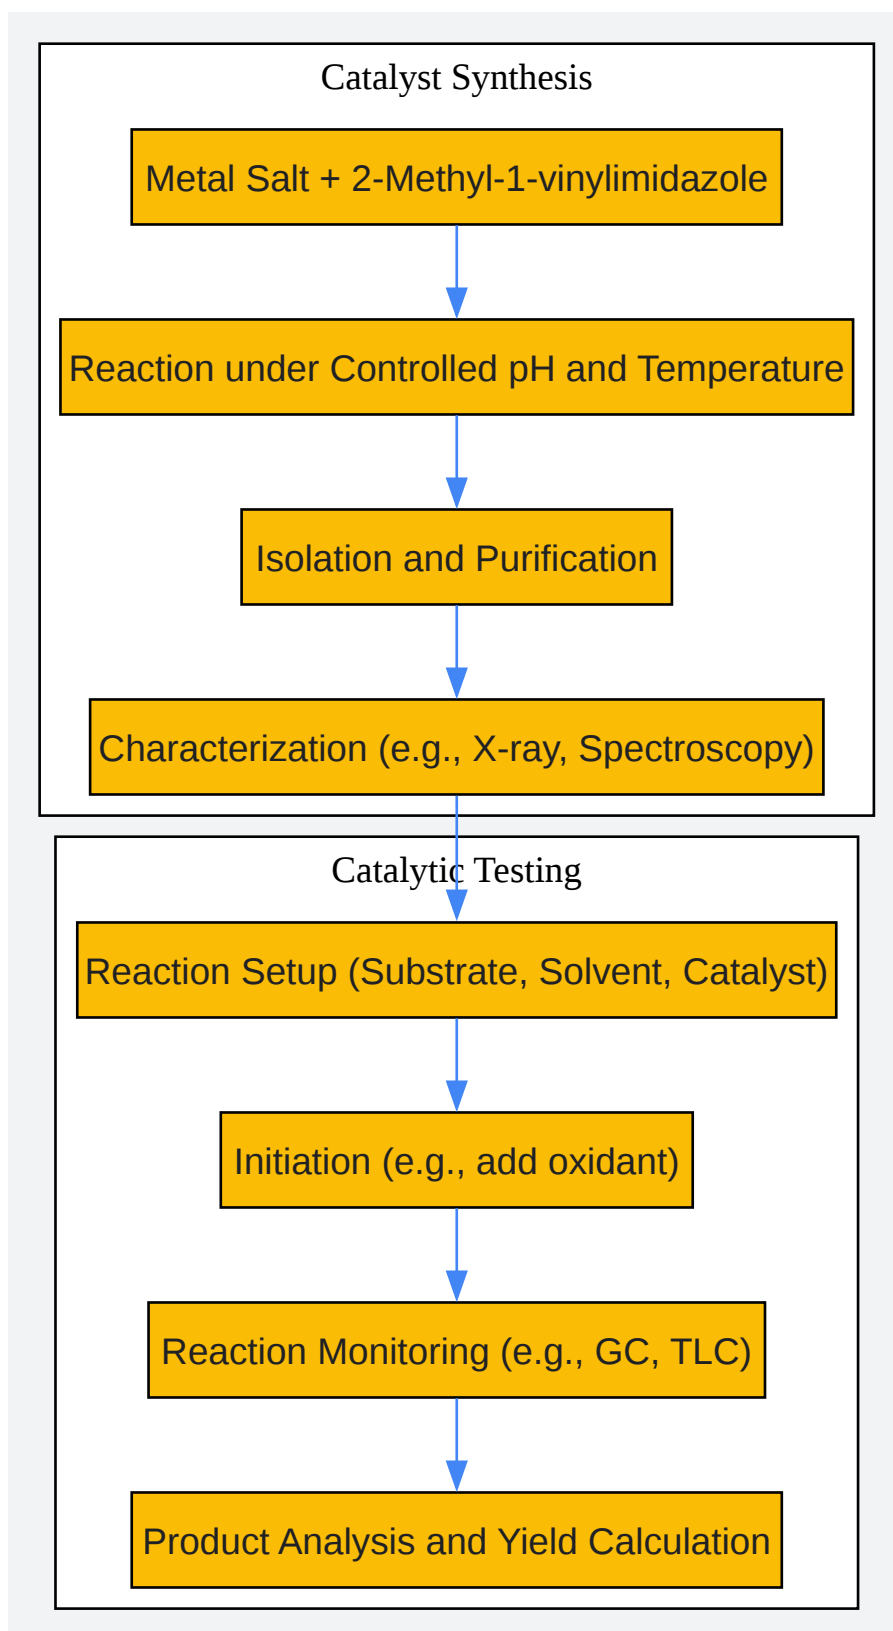 Catalyst Synthesis
Metal Salt + 2-Methyl-1-vinylimidazole
Reaction under Controlled pH and Temperature
Isolation and Purification
Characterization (e.g., X-ray, Spectroscopy)
Catalytic Testing
Reaction Setup (Substrate, Solvent, Catalyst)
Initiation (e.g., add oxidant)
Reaction Monitoring (e.g., GC, TLC)
Product Analysis and Yield Calculation